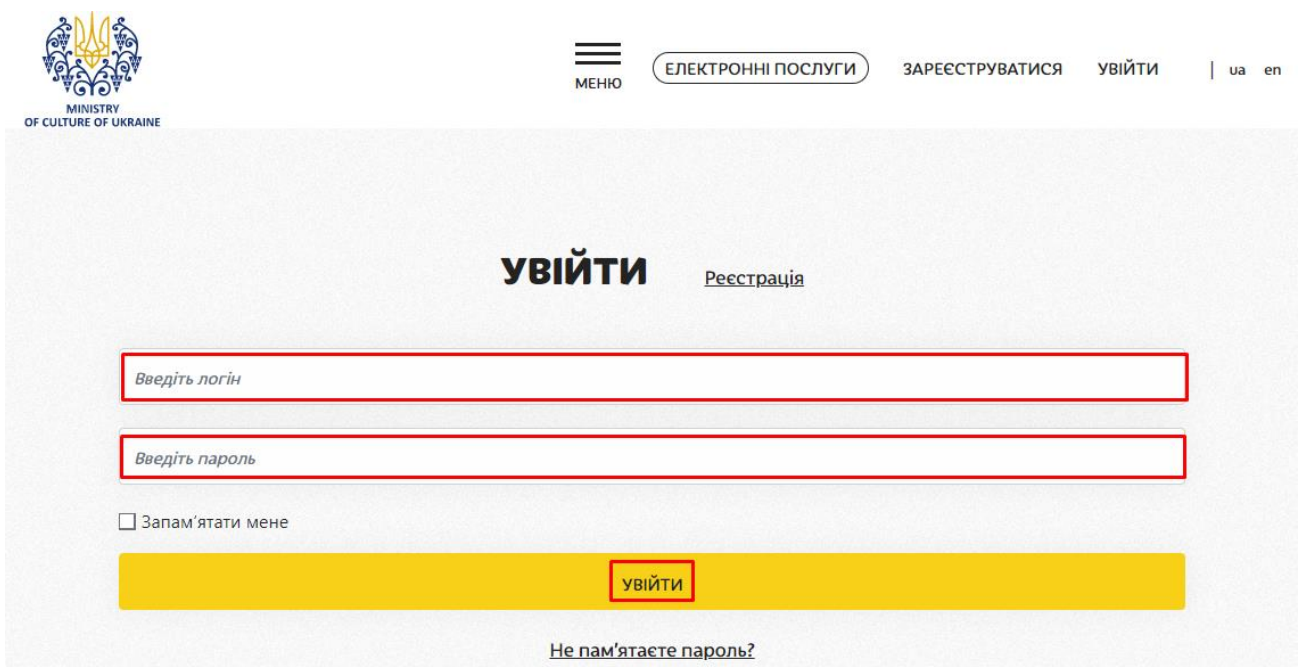 MINISTRY
OF CULTURE OF UKRAINE
МЕНЮ
ЕЛЕКТРОННІ ПОСЛУГИ
ЗАРЕЄСТРУВАТИСЯ
УВІЙТИ
| ua en
УВІЙТИ
Реєстрація
Введіть логін
Введіть пароль
Запам'ятати мене
УВІЙТИ
Не пам'ятаєте пароль?